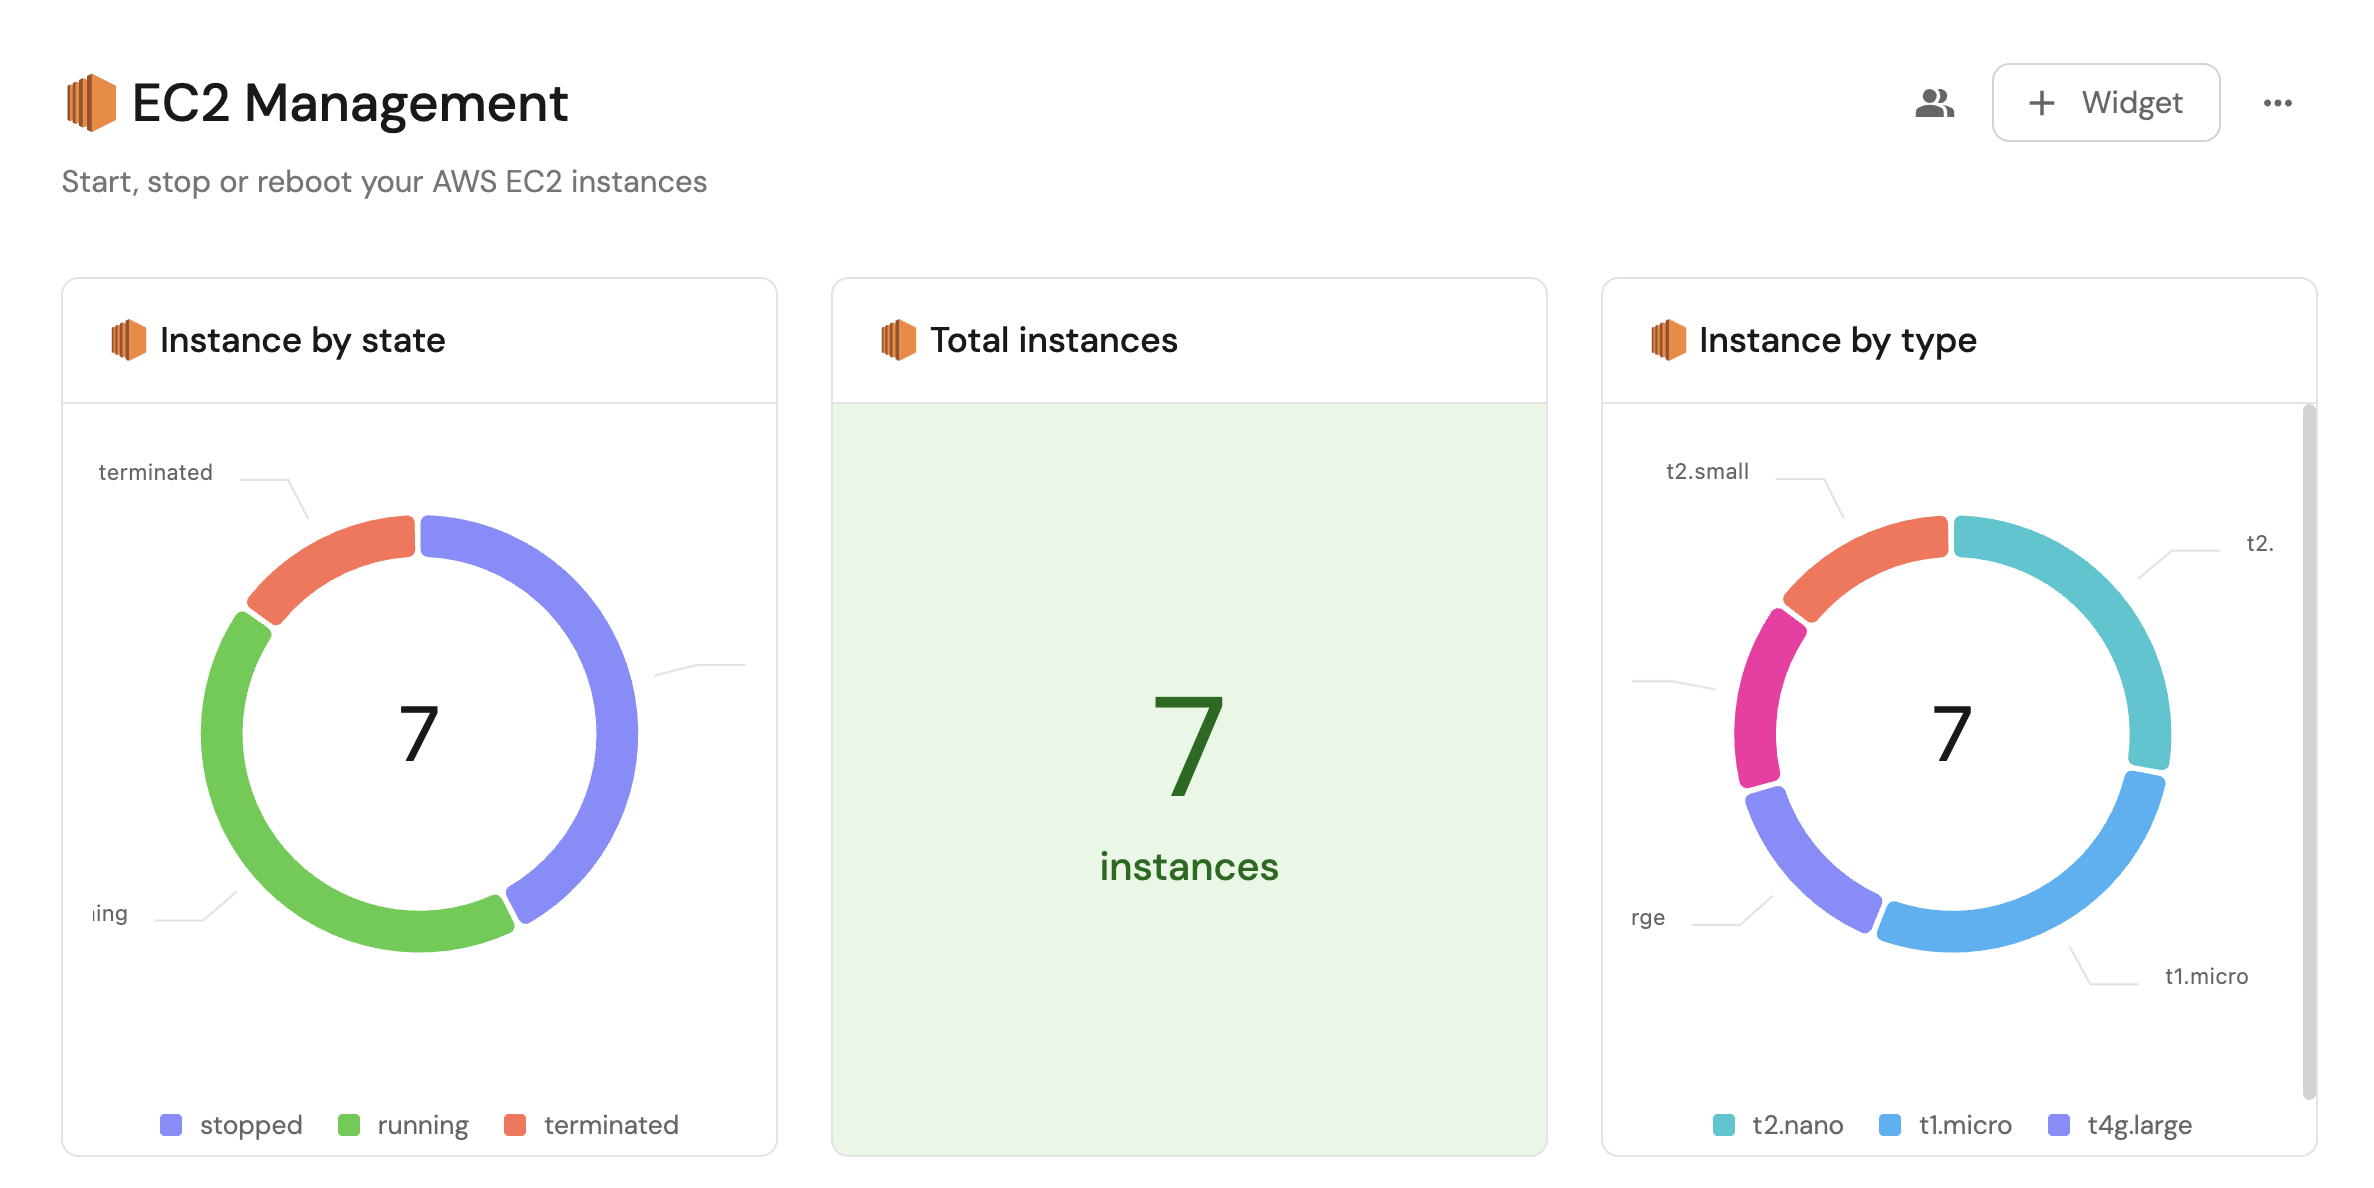 EC2 Management
+ Widget
Start, stop or reboot your AWS EC2 instances
Instance by state
terminated
7
ing
stopped
running
terminated
Total instances
7
instances
Instance by type
t2.small
t2.
7
rge
t1.micro
t2.nano
t1.micro
t4g.large